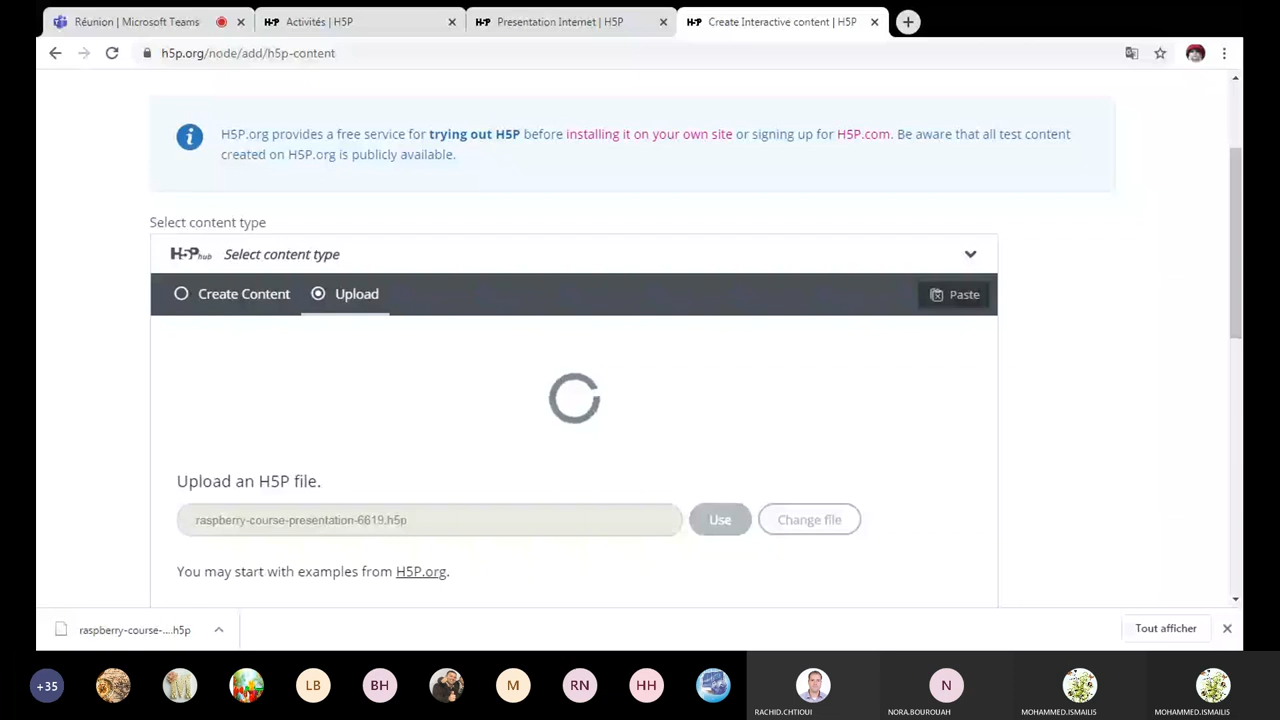 Réunion | Microsoft Teams
Activités | H5P
Presentation Internet | H5P
Create Interactive content | H5P
h5p.org/node/add/h5p-content
H5P.org provides a free service for trying out H5P before installing it on your own site or signing up for H5P.com. Be aware that all test content
created on H5P.org is publicly available.
Select content type
H5Phub Select content type
Create Content
Upload
Paste
Upload an H5P file.
raspberry-course-presentation-6619.h5p
Use
Change file
You may start with examples from H5P.org.
raspberry-course-....h5p
Tout afficher
+35
LB
BH
M
RN
HH
N
RACHID.CHTIOUI
NORA.BOUROUAH
MOHAMMED.ISMAILIS
MOHAMMED.ISMAILIS